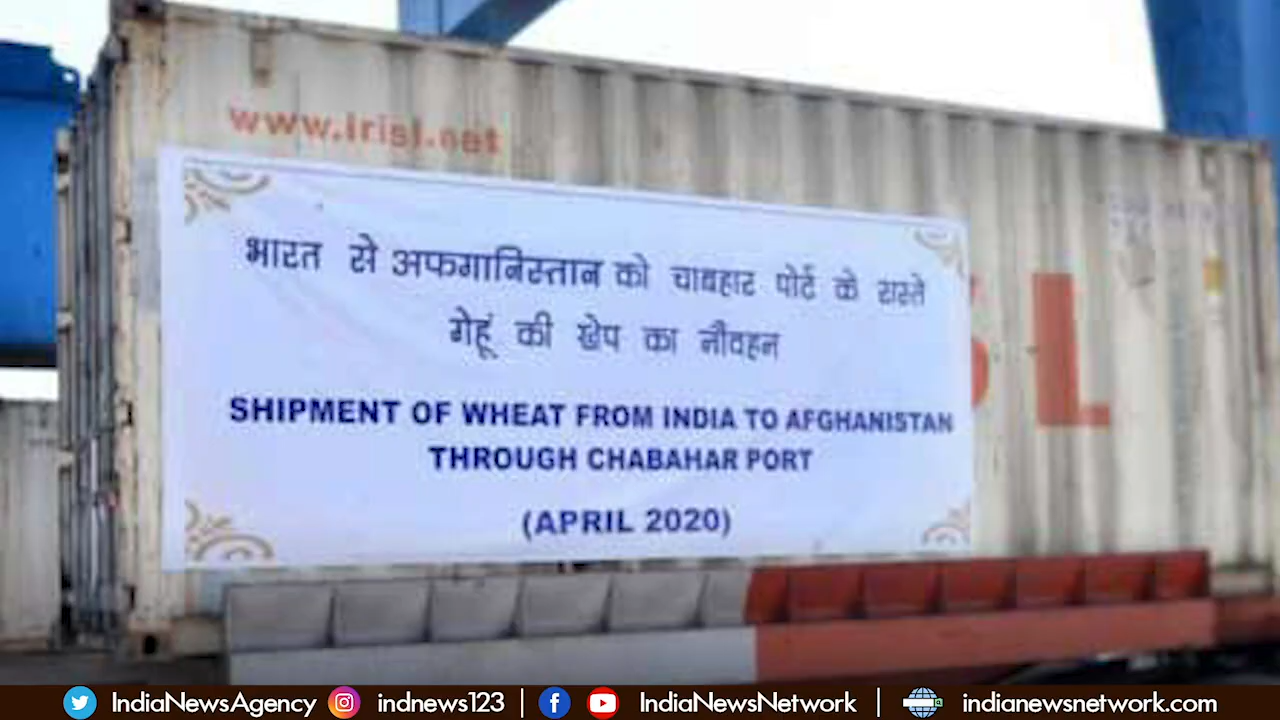 www.irisl.net
भारत से अफगानिस्तान को चाबहार पोर्ट के रास्ते
गेहूं की खेप का नौवहन
SHIPMENT OF WHEAT FROM INDIA TO AFGHANISTAN
THROUGH CHABAHAR PORT
(APRIL 2020)
SL
IndiaNewsAgency indnews123 | IndiaNewsNetwork | indianewsnetwork.com